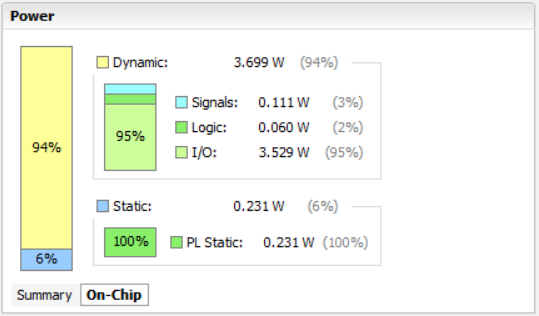 Power
94%
6%
Dynamic: 3.699 W (94%)
95%
Signals: 0.111 W (3%)
Logic: 0.060 W (2%)
I/O: 3.529 W (95%)
Static: 0.231 W (6%)
100%
PL Static: 0.231 W (100%)
Summary On-Chip